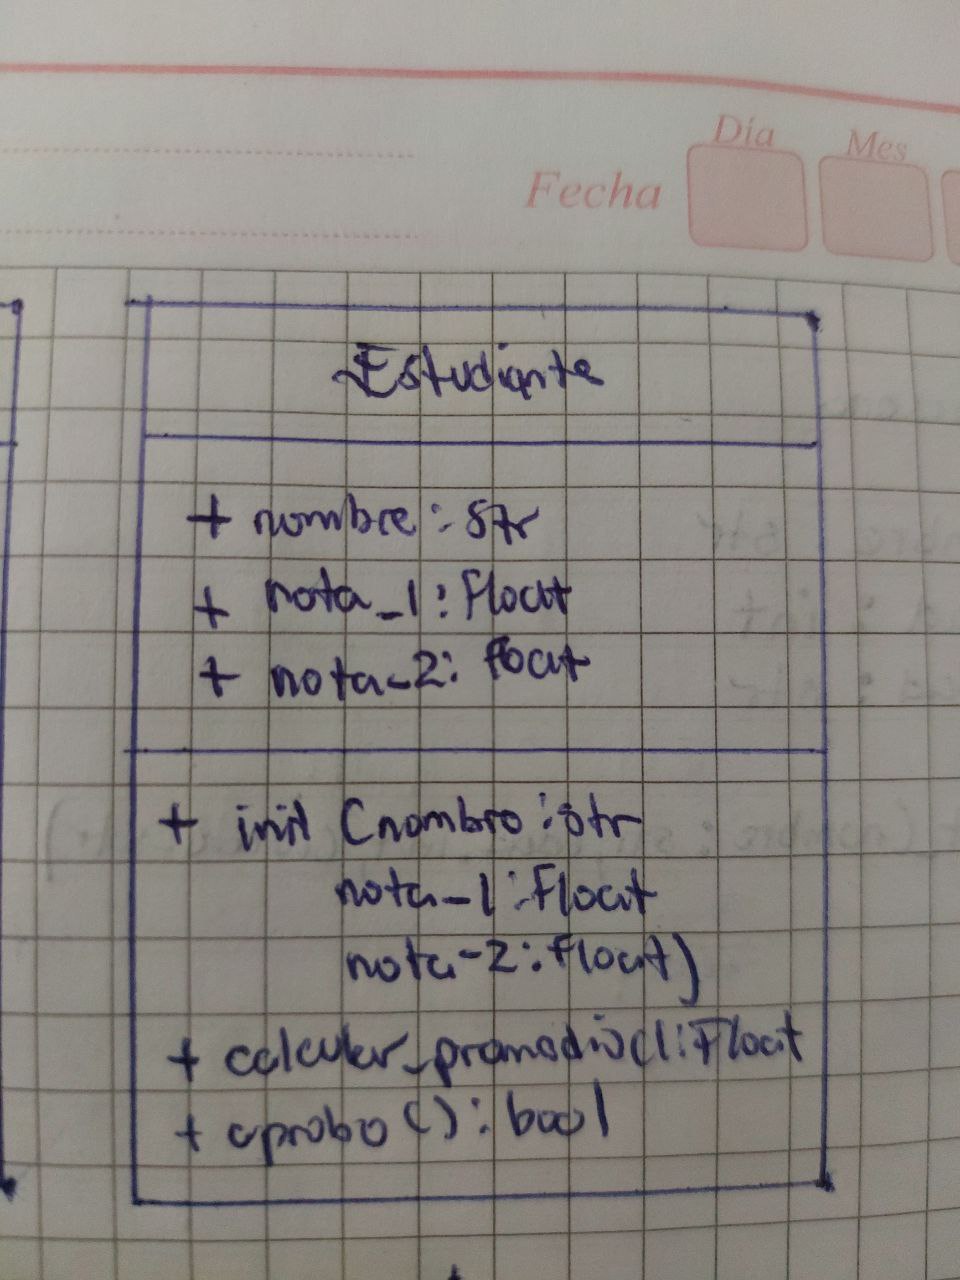 Día
Mes
Fecha
Estudiante
+ nombre: str
+ nota_1: Float
+ nota_2: Float
+ init (nombre: str
nota_1: Float
nota_2: Float)
+ calcular_promedio(): Float
+ aprobo(): bool